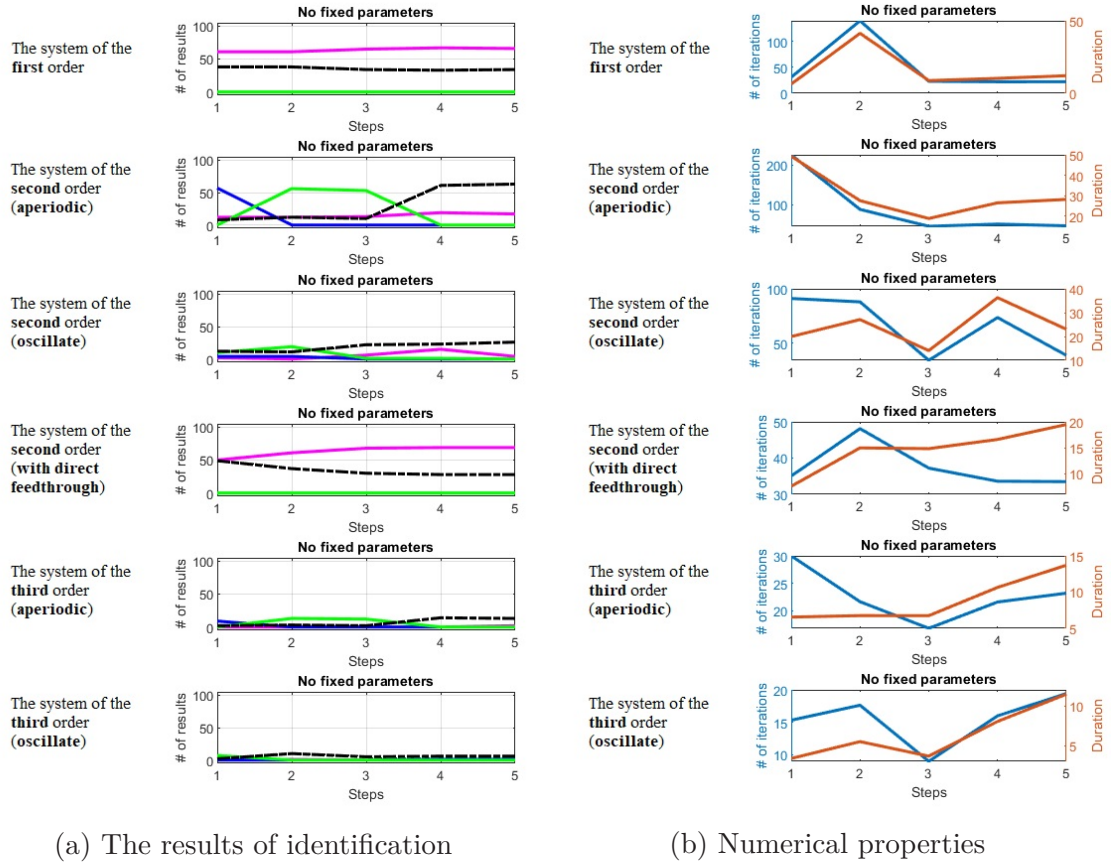 No fixed parameters
The system of the
first order
# of results
100
50
0
1 2 3 4 5
Steps
No fixed parameters
The system of the
second order
(aperiodic)
# of results
100
50
0
1 2 3 4 5
Steps
No fixed parameters
The system of the
second order
(oscillate)
# of results
100
50
0
1 2 3 4 5
Steps
No fixed parameters
The system of the
second order
(with direct
feedthrough)
# of results
100
50
0
1 2 3 4 5
Steps
No fixed parameters
The system of the
third order
(aperiodic)
# of results
100
50
0
1 2 3 4 5
Steps
No fixed parameters
The system of the
third order
(oscillate)
# of results
100
50
0
1 2 3 4 5
Steps
(a) The results of identification
No fixed parameters
The system of the
first order
# of iterations
100
50
0
50
0
Duration
1 2 3 4 5
Steps
No fixed parameters
The system of the
second order
(aperiodic)
# of iterations
200
100
50
40
30
20
Duration
1 2 3 4 5
Steps
No fixed parameters
The system of the
second order
(oscillate)
# of iterations
100
50
40
30
20
10
Duration
1 2 3 4 5
Steps
No fixed parameters
The system of the
second order
(with direct
feedthrough)
# of iterations
50
40
30
20
15
10
Duration
1 2 3 4 5
Steps
No fixed parameters
The system of the
third order
(aperiodic)
# of iterations
30
25
20
15
10
5
Duration
1 2 3 4 5
Steps
No fixed parameters
The system of the
third order
(oscillate)
# of iterations
20
15
10
10
5
Duration
1 2 3 4 5
Steps
(b) Numerical properties